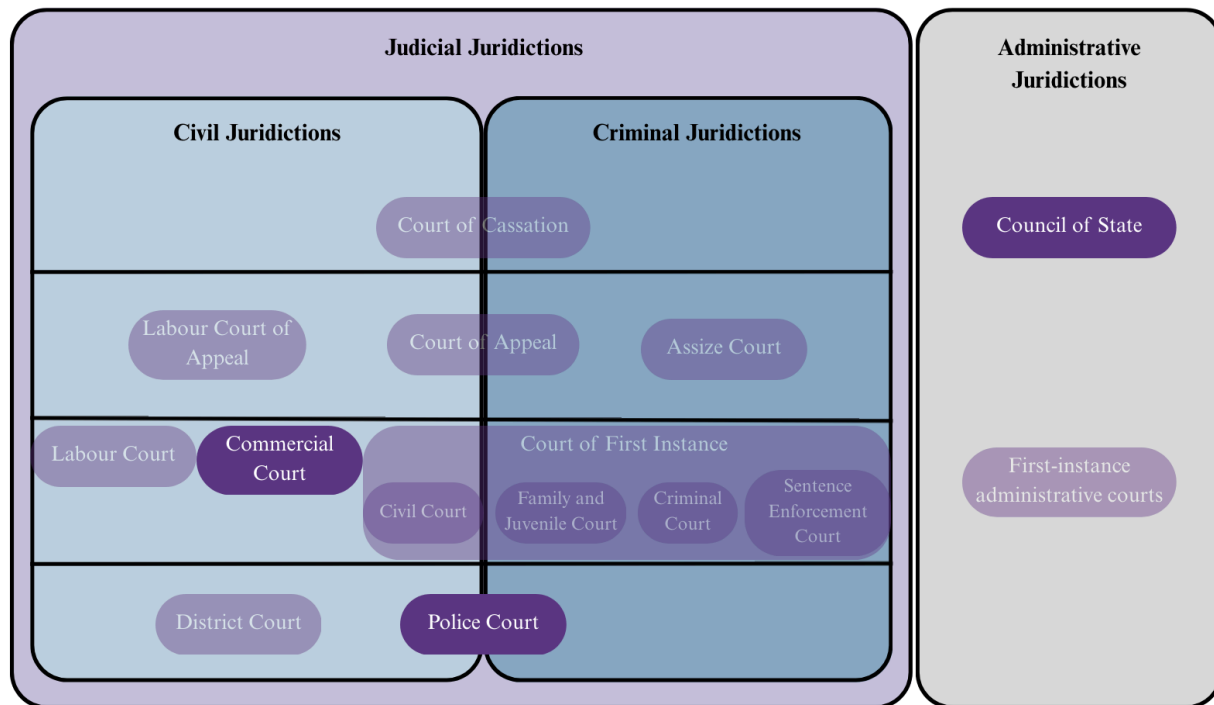 Judicial Juridictions
Administrative
Juridictions
Civil Juridictions
Criminal Juridictions
Court of Cassation
Council of State
Labour Court of
Appeal
Court of Appeal
Assize Court
Labour Court
Commercial
Court
Court of First Instance
Civil Court
Family and
Juvenile Court
Criminal
Court
Sentence
Enforcement
Court
First-instance
administrative courts
District Court
Police Court